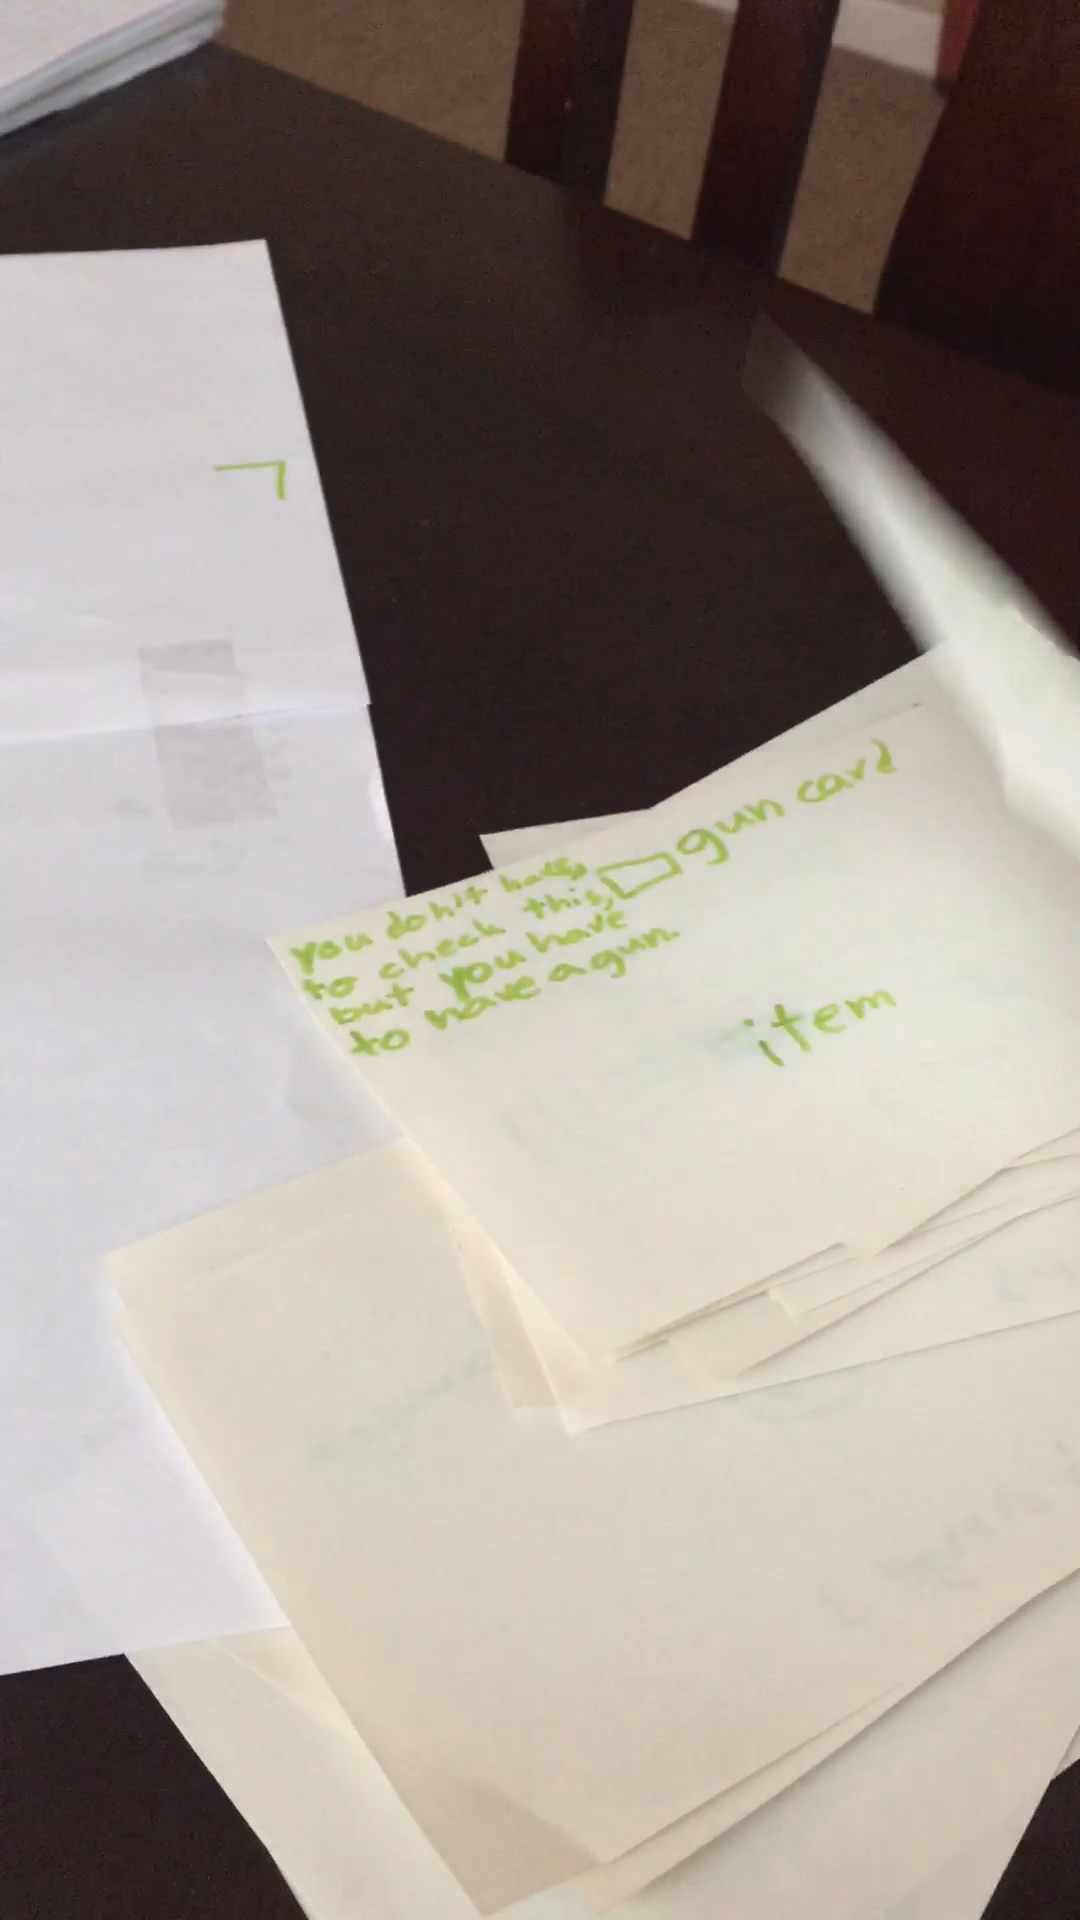 gun card
you don't have
to check this,
but you have
to have a gun.
item